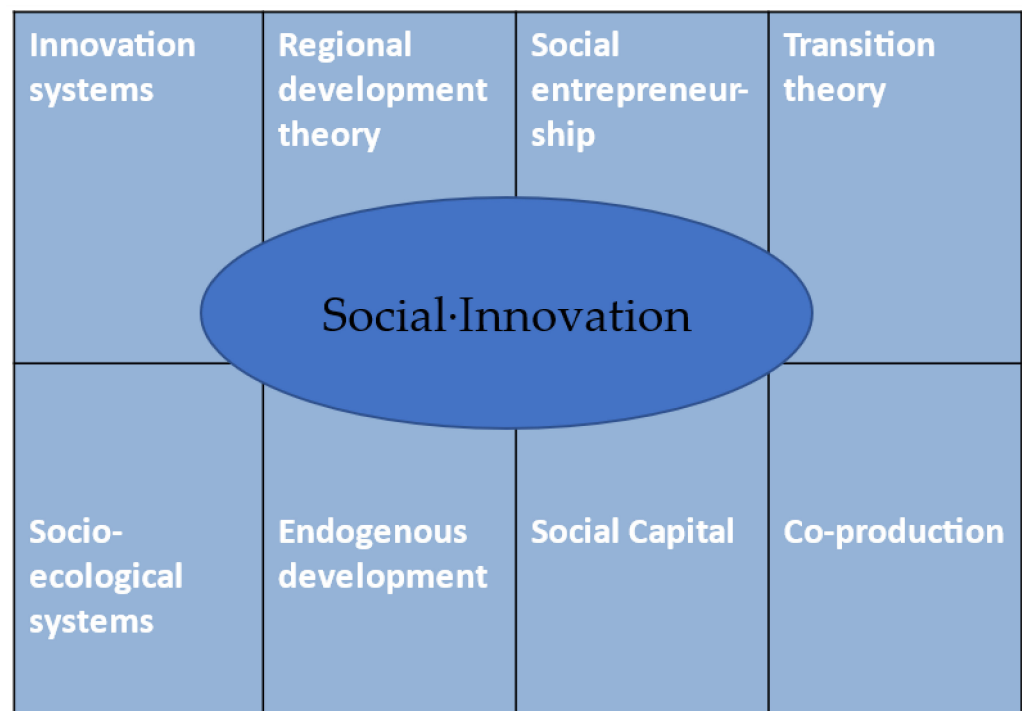 Innovation
systems
Regional
development
theory
Social
entrepreneur-
ship
Transition
theory
Social·Innovation
Socio-
ecological
systems
Endogenous
development
Social Capital
Co-production